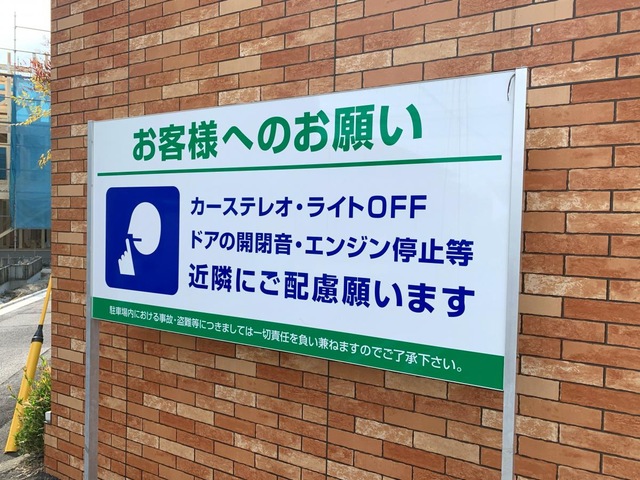 お客様へのお願い
カーステレオ・ライトOFF
ドアの開閉音・エンジン停止等
近隣にご配慮願います
駐車場内における事故・盗難等につきましては一切責任を負い兼ねますのでご了承下さい。